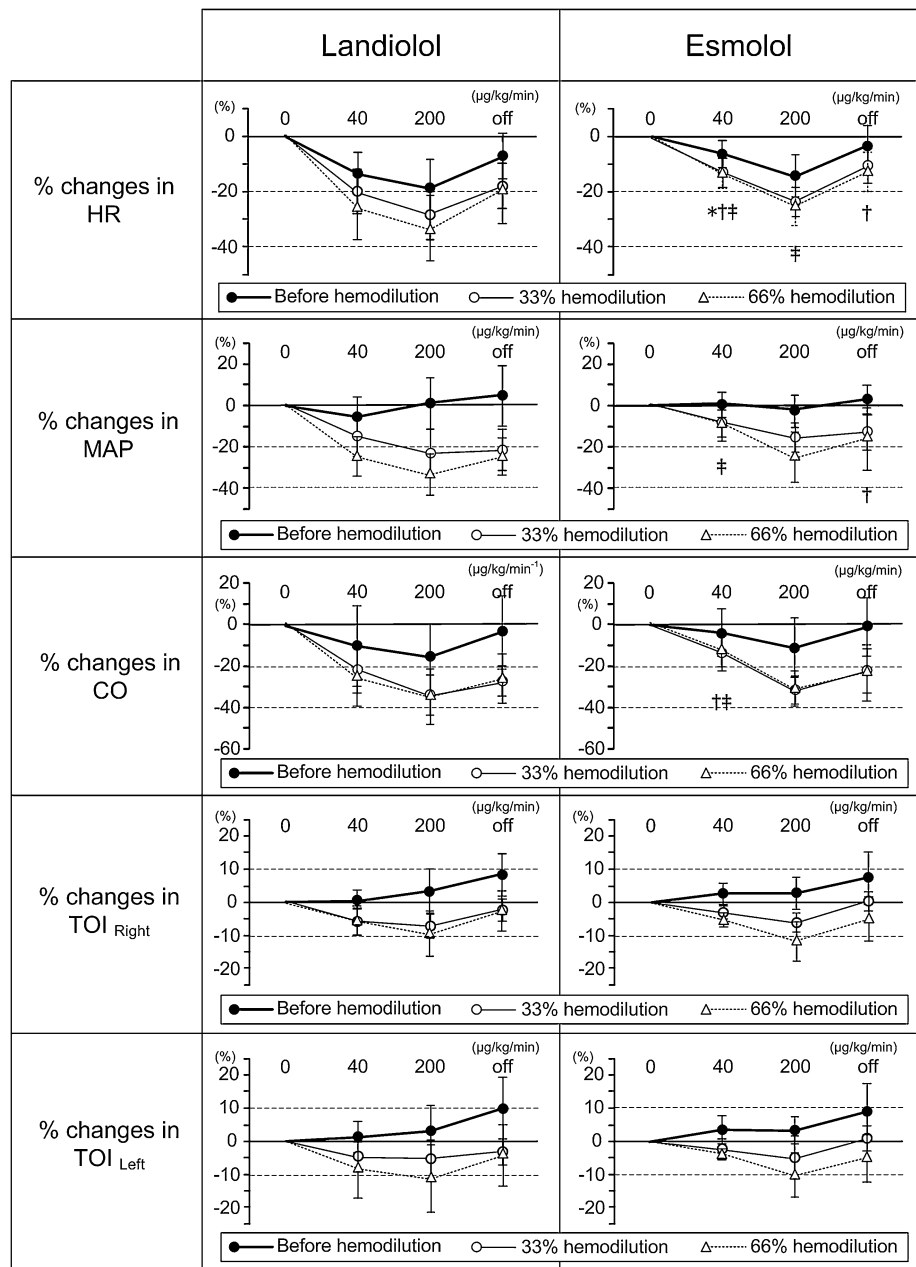 Landiolol Esmolol
% changes in
HR
(%) 0 40 200 (µg/kg/min)
off
0
-20
-40
(%) 0 40 200 (µg/kg/min)
off
0
-20
-40
*†‡ ‡ †
Before hemodilution 33% hemodilution 66% hemodilution
% changes in
MAP
(%) 0 40 200 (µg/kg/min)
off
20
0
-20
-40
(%) 0 40 200 (µg/kg/min)
off
20
0
-20
-40
‡ †
Before hemodilution 33% hemodilution 66% hemodilution
Before hemodilution 33% hemodilution 66% hemodilution
% changes in
CO
20
(%) 0 40 200 (µg/kg/min⁻¹)
off
0
-20
-40
-60
20
(%) 0 40 200 (µg/kg/min)
off
0
-20
-40
-60
†‡
Before hemodilution 33% hemodilution 66% hemodilution
% changes in
TOI Right
(%) 0 40 200 (µg/kg/min)
off
20
10
0
-10
-20
(%) 0 40 200 (µg/kg/min)
off
20
10
0
-10
-20
Before hemodilution 33% hemodilution 66% hemodilution
% changes in
TOI Left
(%) 0 40 200 (µg/kg/min)
off
20
10
0
-10
-20
(%) 0 40 200 (µg/kg/min)
off
20
10
0
-10
-20
Before hemodilution 33% hemodilution 66% hemodilution